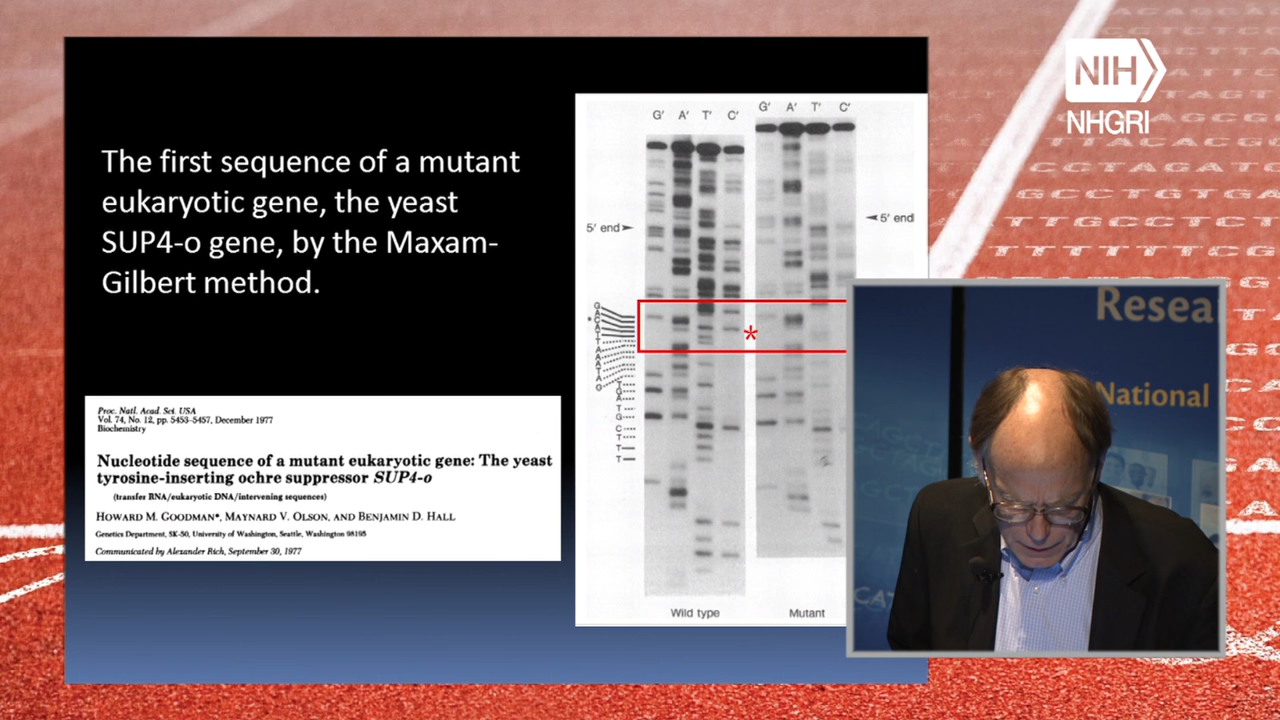 The first sequence of a mutant
eukaryotic gene, the yeast
SUP4-o gene, by the Maxam-
Gilbert method.
Proc. Natl. Acad. Sci. USA
Vol. 74, No. 12, pp. 5453-5457, December 1977
Biochemistry
Nucleotide sequence of a mutant eukaryotic gene: The yeast
tyrosine-inserting ochre suppressor SUP4-o
(transfer RNA/eukaryotic DNA/intervening sequences)
HOWARD M. GOODMAN*, MAYNARD V. OLSON, AND BENJAMIN D. HALL
Genetics Department, SK-50, University of Washington, Seattle, Washington 98195
Communicated by Alexander Rich, September 30, 1977
G' A' T' C'
G' A' T' C'
5' end
5' end
*
T
G
A
T
G
C
T
T
T
Wild type
Mutant
NIH
NHGRI
Resea
National
CCTAGATC
GCCTGTGA
TTGCCTCT
TTTTTCC